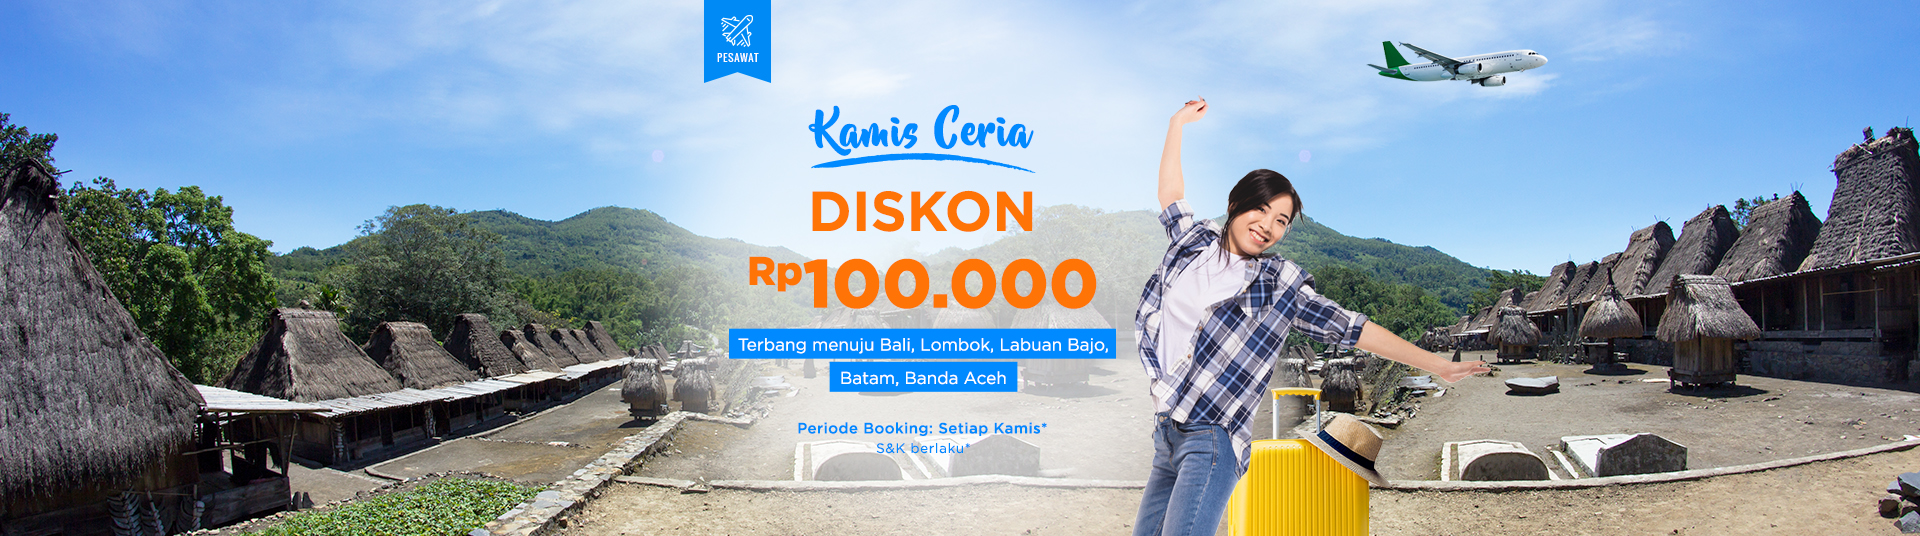 PESAWAT
Kamis Ceria
DISKON
Rp100.000
Terbang menuju Bali, Lombok, Labuan Bajo,
Batam, Banda Aceh
Periode Booking: Setiap Kamis*
S&K berlaku*